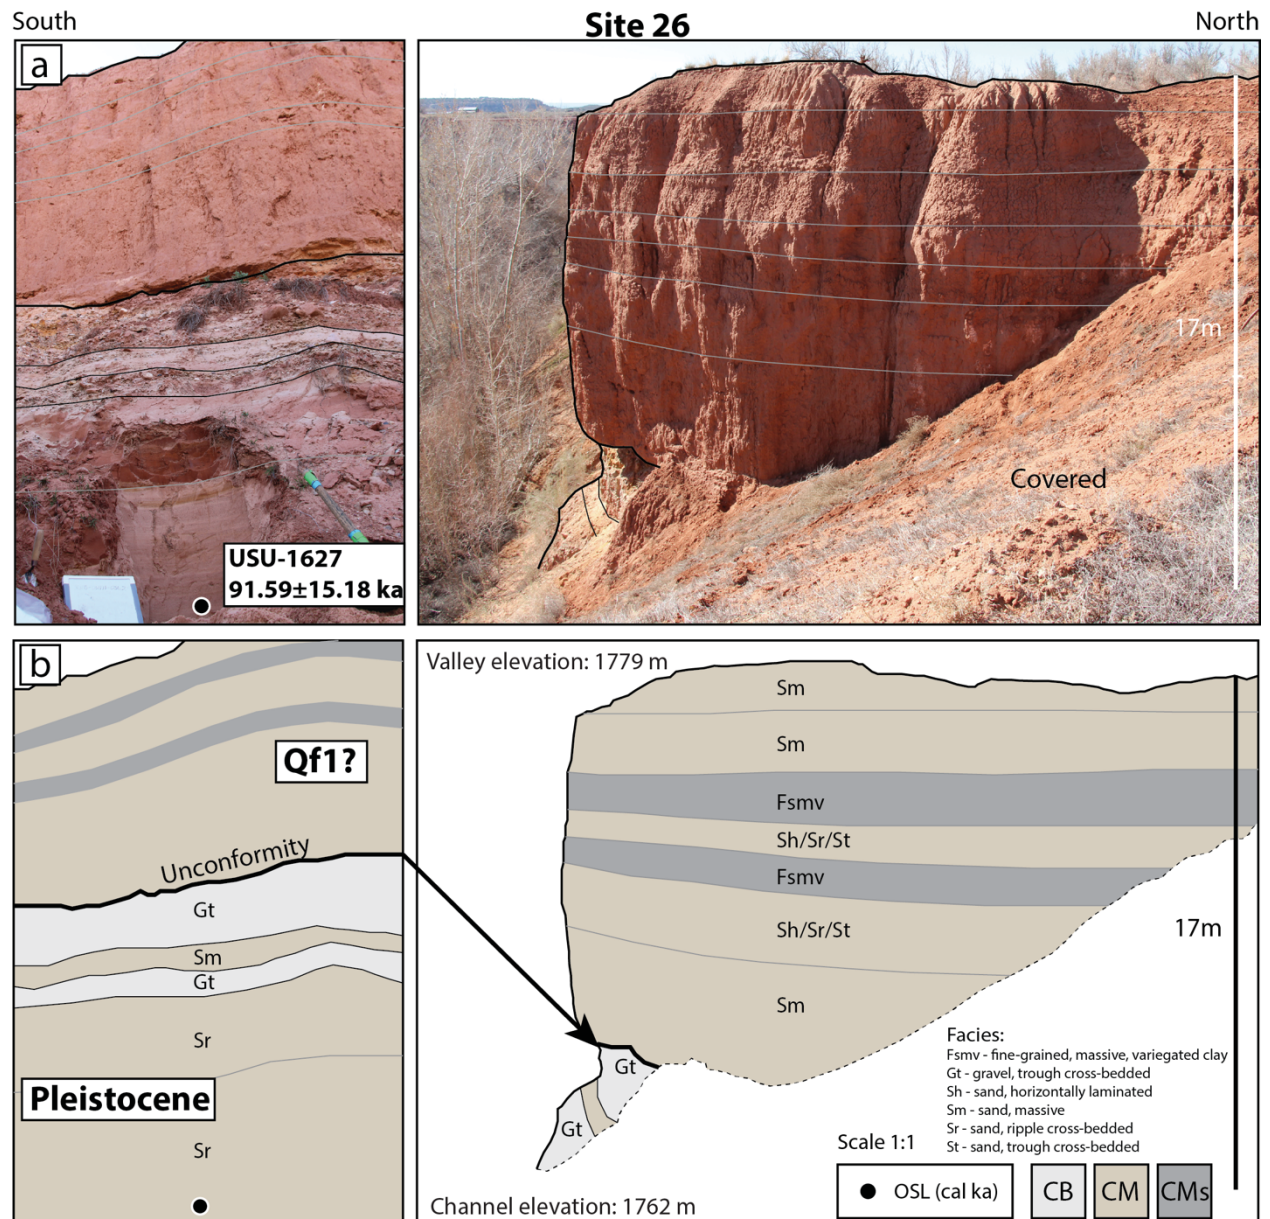 South
Site 26
North
a
USU-1627
91.59±15.18 ka
17m
Covered
b
Qf1?
Unconformity
Gt
Sm
Gt
Sr
Pleistocene
Sr
Valley elevation: 1779 m
Sm
Sm
Fsmv
Sh/Sr/St
Fsmv
Sh/Sr/St
Sm
17m
Gt
Gt
Facies:
Fsmv - fine-grained, massive, variegated clay
Gt - gravel, trough cross-bedded
Sh - sand, horizontally laminated
Sm - sand, massive
Sr - sand, ripple cross-bedded
St - sand, trough cross-bedded
Scale 1:1
OSL (cal ka)
CB
CM
CMs
Channel elevation: 1762 m